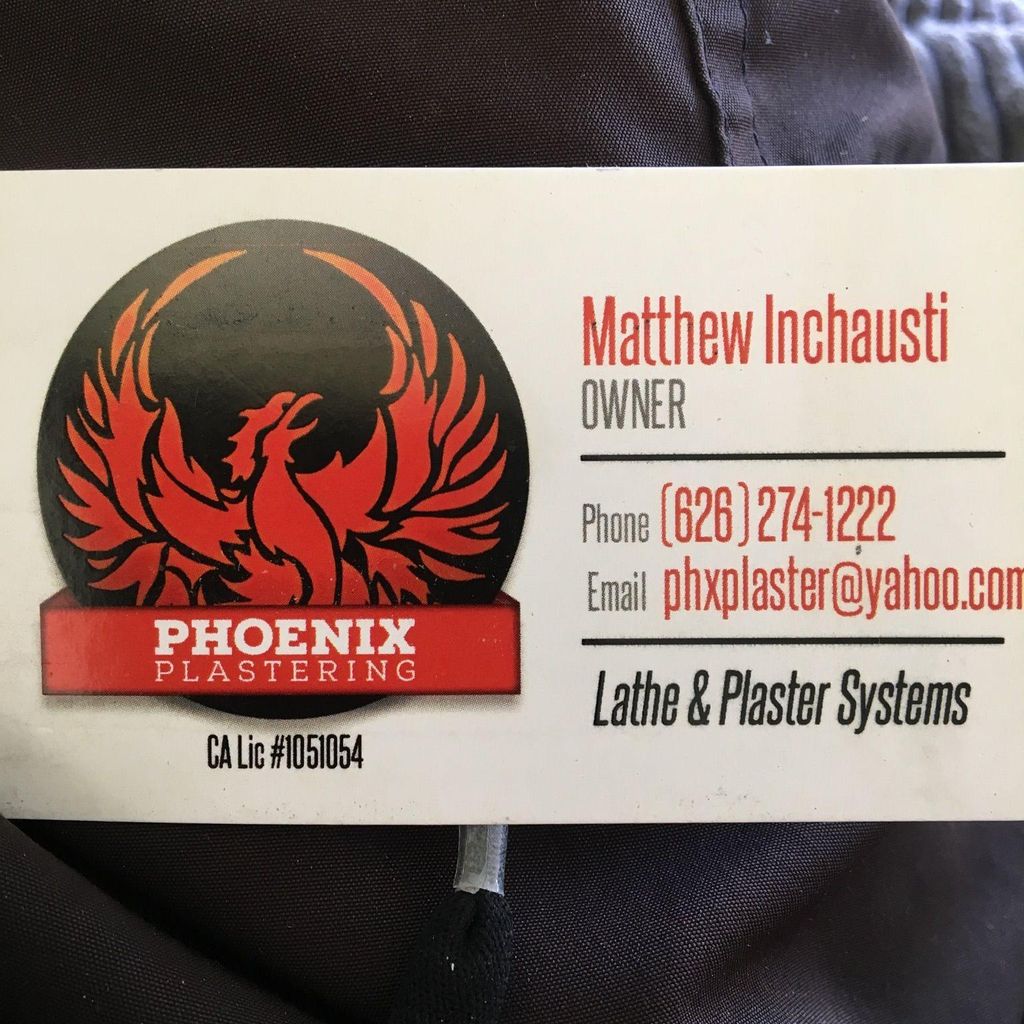 PHOENIX
PLASTERING
CA Lic #1051054
Matthew Inchausti
OWNER
Phone (626) 274-1222
Email phxplaster@yahoo.com
Lathe & Plaster Systems